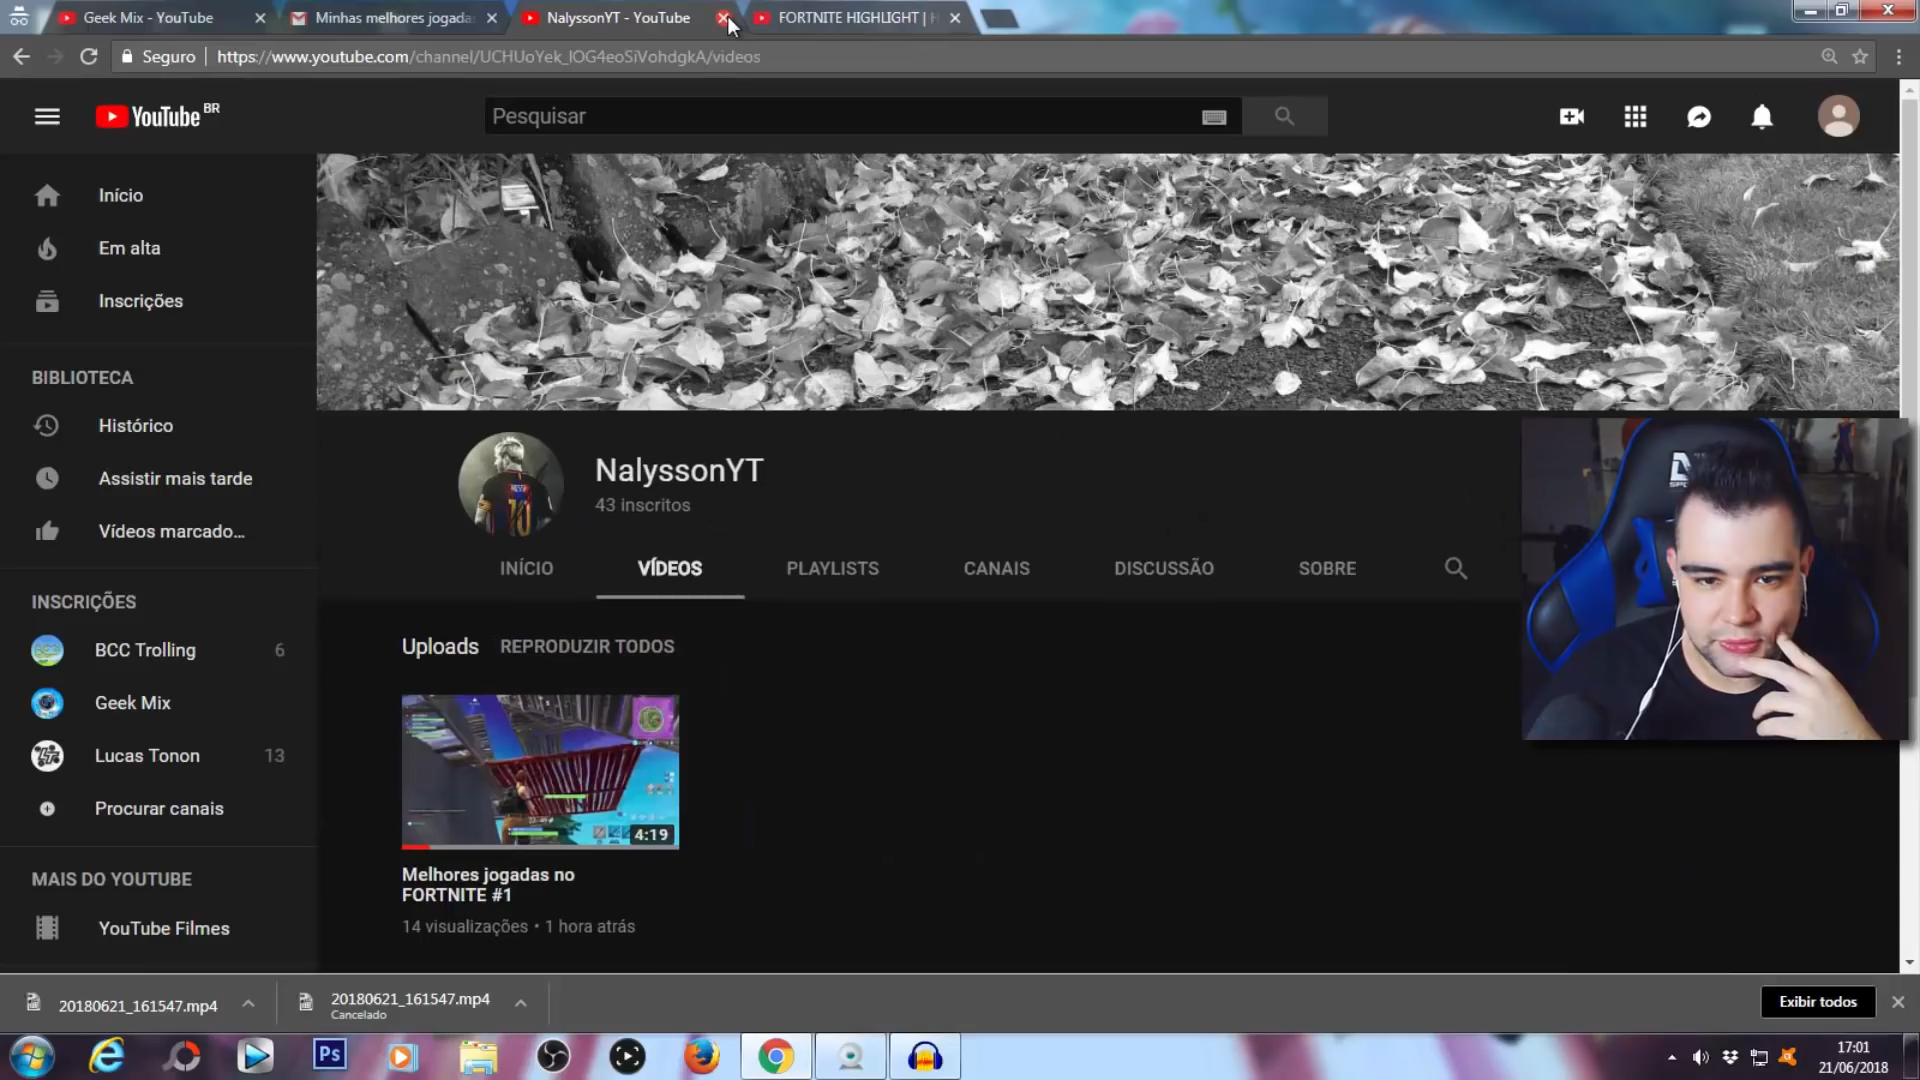 Geek Mix - YouTube
Minhas melhores jogada
NalyssonYT - YouTube
FORTNITE HIGHLIGHT |
Seguro
https://www.youtube.com/channel/UCHUoYek_lOG4eoSiVohdgkA/videos
YouTube BR
Pesquisar
Início
Em alta
Inscrições
BIBLIOTECA
Histórico
Assistir mais tarde
Vídeos marcado...
INSCRIÇÕES
BCC Trolling 6
Geek Mix
Lucas Tonon 13
Procurar canais
MAIS DO YOUTUBE
YouTube Filmes
NalyssonYT
43 inscritos
INÍCIO VÍDEOS PLAYLISTS CANAIS DISCUSSÃO SOBRE
Uploads REPRODUZIR TODOS
4:19
Melhores jogadas no
FORTNITE #1
14 visualizações • 1 hora atrás
20180621_161547.mp4
20180621_161547.mp4
Cancelado
Exibir todos
Ps
17:01
21/06/2018